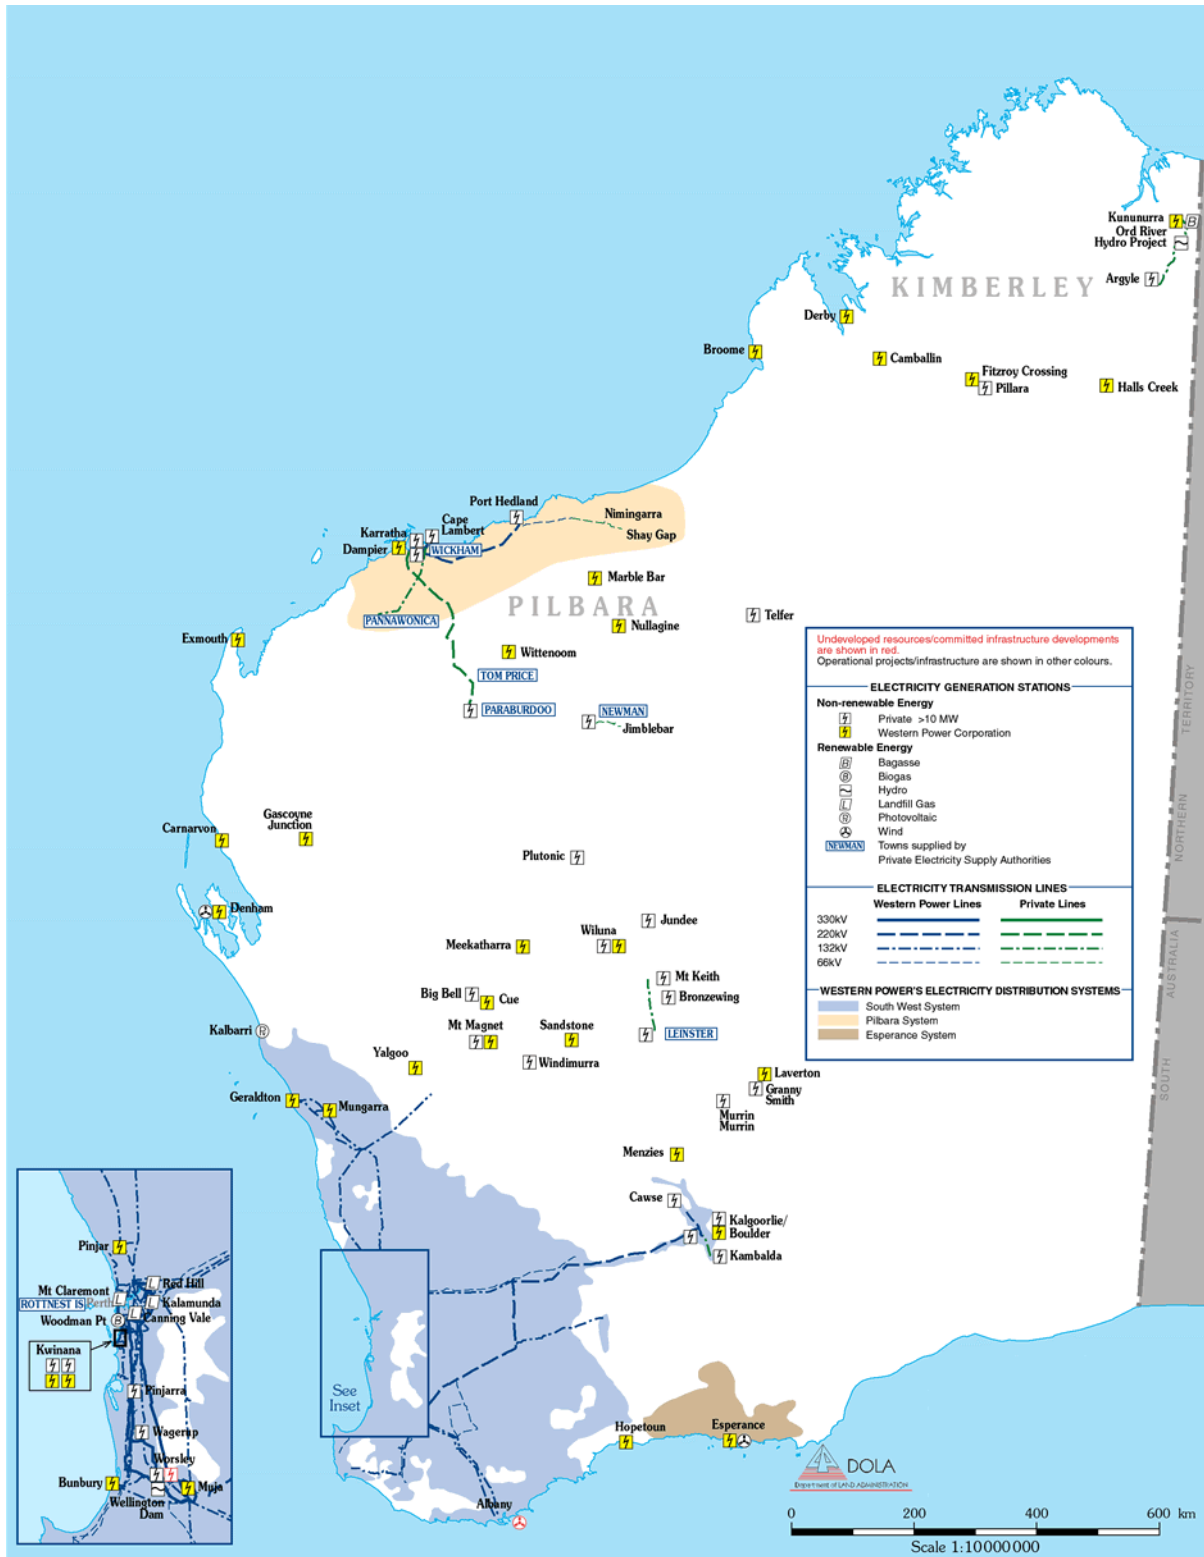 Kununurra
B
Ord River
Hydro Project
KIMBERLEY
Argyle
Derby
Broome
Camballin
Fitzroy Crossing
Pillara
Halls Creek
Port Hedland
Nimingarra
Cape
Lambert
Karratha
Shay Gap
Dampier
WICKHAM
Marble Bar
PILBARA
Telfer
PANNAWONICA
Nullagine
Exmouth
Wittenoom
TOM PRICE
PARABURDOO
NEWMAN
Jimblebar
Undeveloped resources/committed infrastructure developments
are shown in red.
Operational projects/infrastructure are shown in other colours.
ELECTRICITY GENERATION STATIONS
Non-renewable Energy
Private >10 MW
Western Power Corporation
Renewable Energy
B Bagasse
B Biogas
Hydro
L Landfill Gas
R Photovoltaic
Wind
NEWMAN Towns supplied by
Private Electricity Supply Authorities
ELECTRICITY TRANSMISSION LINES
Western Power Lines Private Lines
330kV
220kV
132kV
66kV
WESTERN POWER'S ELECTRICITY DISTRIBUTION SYSTEMS
South West System
Pilbara System
Esperance System
NORTHERN TERRITORY
SOUTH AUSTRALIA
Gascoyne
Junction
Carnarvon
Plutonic
Denham
Jundee
Meekatharra
Wiluna
Mt Keith
Big Bell
Cue
Bronzewing
Kalbarri
R
Mt Magnet
Sandstone
LEINSTER
Yalgoo
Windimurra
Laverton
Granny
Smith
Geraldton
Mungarra
Murrin
Murrin
Menzies
Cawse
Kalgoorlie/
Boulder
Kambalda
See
Inset
Hopetoun
Esperance
Albany
Pinjar
L
Red Hill
Mt Claremont
L
L
Kalamunda
ROTTNEST IS
Perth
L
Canning Vale
Woodman Pt
B
Kwinana
Pinjarra
Wagerup
Worsley
Bunbury
Muja
Wellington
Dam
DOLA
Department of LAND ADMINISTRATION
0 200 400 600 km
Scale 1:10000000